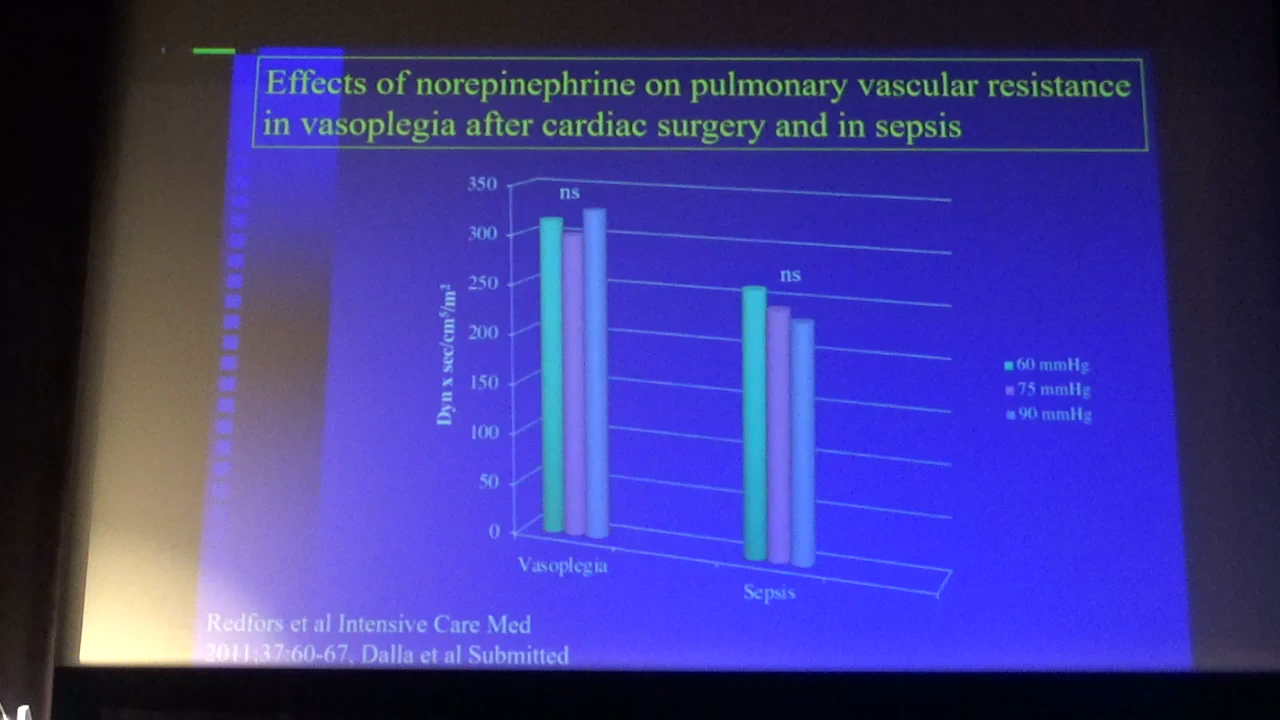 Effects of norepinephrine on pulmonary vascular resistance
in vasoplegia after cardiac surgery and in sepsis
350
300
250
200
150
100
50
0
Dyn x sec/cm⁵/m²
ns
ns
Vasoplegia
Sepsis
60 mmHg
75 mmHg
90 mmHg
Redfors et al Intensive Care Med
2011;37:60-67, Dalla et al Submitted